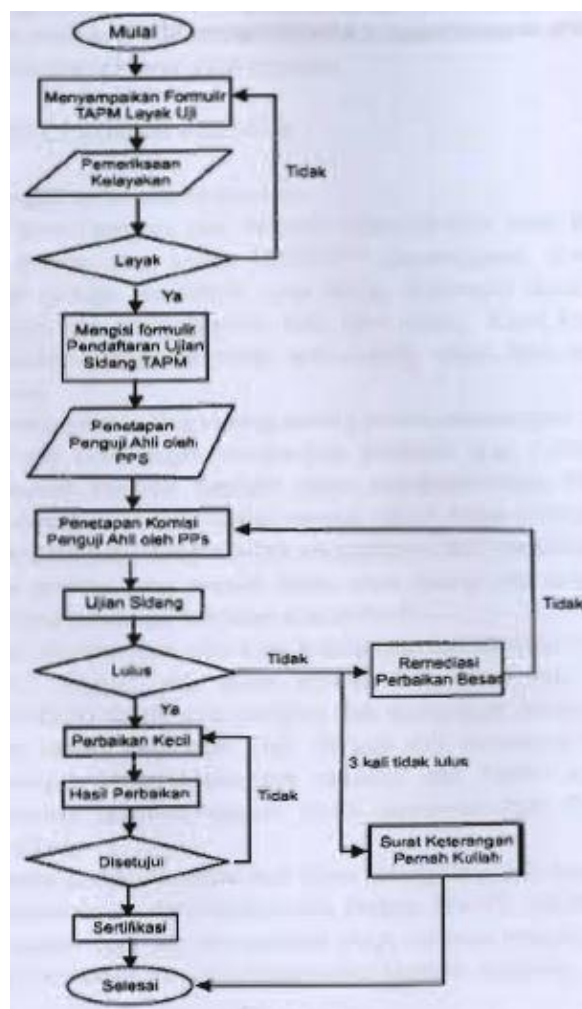 Mulai
Menyampaikan Formulir
TAPM Layak Uji
Pemeriksaan
Kelayakan
Tidak
Layak
Ya
Mengisi formulir
Pendaftaran Ujian
Sidang TAPM
Penetapan
Penguji Ahli oleh
PPS
Penetapan Komisi
Penguji Ahli oleh PPs
Ujian Sidang
Tidak
Lulus
Tidak
Remediasi
Perbaikan Besar
Ya
Perbaikan Kecil
3 kali tidak lulus
Hasil Perbaikan
Tidak
Disetujui
Surat Keterangan
Pernah Kuliah
Sertifikasi
Selesai